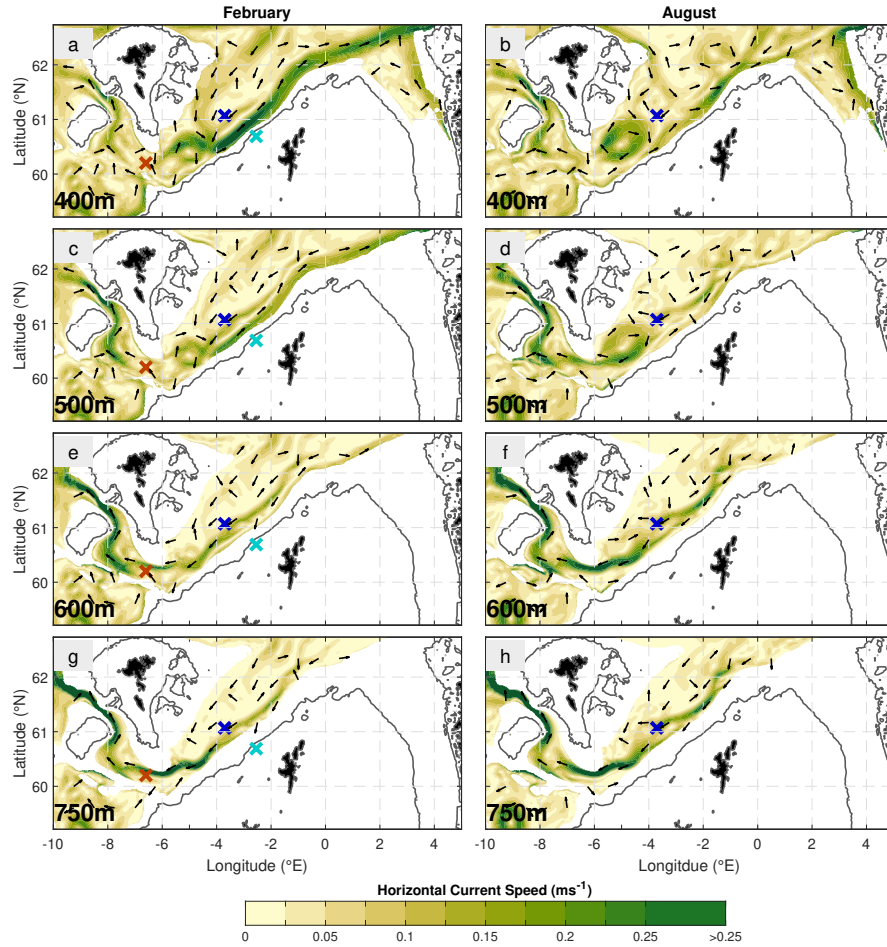 February
August
a
b
Latitude (°N)
62
61
60
400m
400m
c
d
Latitude (°N)
62
61
60
500m
500m
e
f
Latitude (°N)
62
61
60
600m
600m
g
h
Latitude (°N)
62
61
60
750m
750m
-10 -8 -6 -4 -2 0 2 4
-10 -8 -6 -4 -2 0 2 4
Longitude (°E)
Longitdue (°E)
Horizontal Current Speed (ms-1)
0 0.05 0.1 0.15 0.2 0.25 >0.25